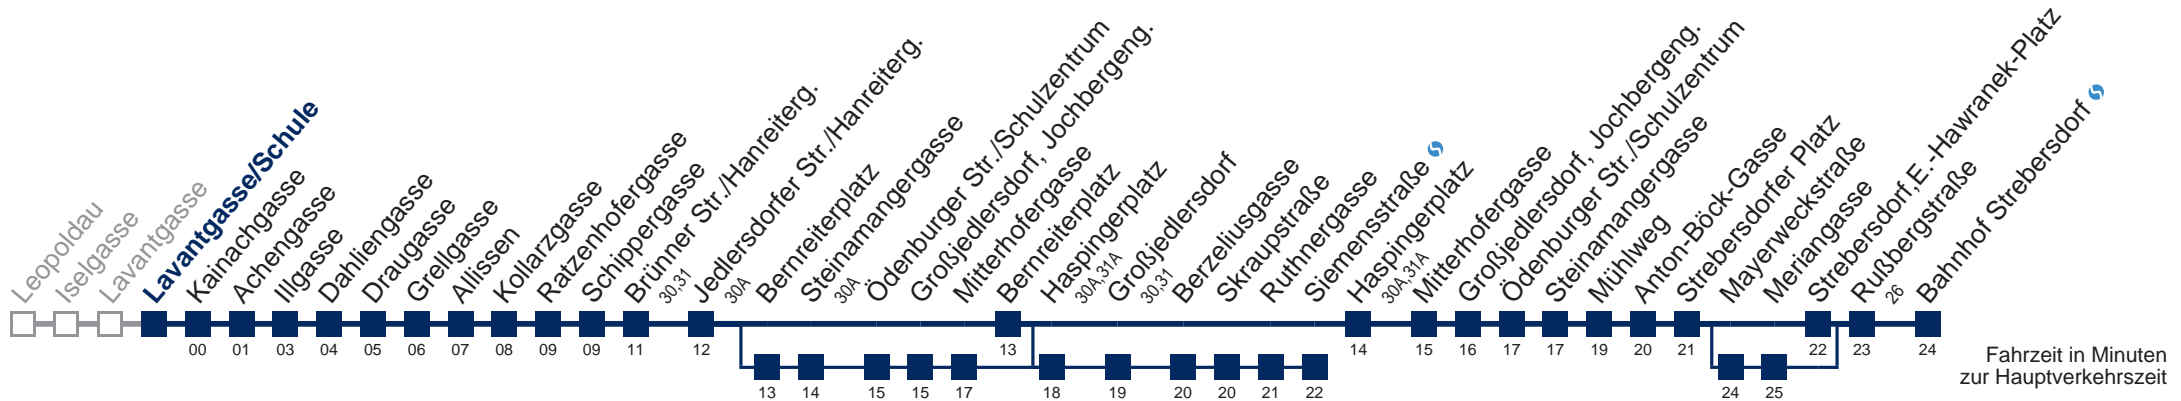 Leopoldau
Iselgasse
Lavantgasse
Lavantgasse/Schule
Kainachgasse
Achengasse
Illgasse
Dahliengasse
Draugasse
Grellgasse
Allissen
Kollarzgasse
Ratzenhofergasse
Schippergasse
Brünner Str./Hanreiterg.
30,31
Jedlersdorfer Str./Hanreiterg.
30A
Bernreiterplatz
Steinamangergasse
30A
Ödenburger Str./Schulzentrum
Großjedlersdorf, Jochbergeng.
Mitterhofergasse
Bernreiterplatz
Haspingerplatz
30A,31A
Großjedlersdorf
30,31
Berzeliusgasse
Skraupstraße
Ruthnergasse
Siemensstraße
Haspingerplatz
30A,31A
Mitterhofergasse
Großjedlersdorf, Jochbergeng.
Ödenburger Str./Schulzentrum
Steinamangergasse
Mühlweg
Anton-Böck-Gasse
Strebersdorfer Platz
Mayerweckstraße
Meriangasse
Strebersdorf,E.-Hawranek-Platz
Rußbergstraße
26
Bahnhof Strebersdorf
00 01 03 04 05 06 07 08 09 09 11 12 13 14 15 16 17 17 19 20 21 22 23 24
13 14 15 15 17 18 19 20 20 21 22 24 25
Fahrzeit in Minuten
zur Hauptverkehrszeit